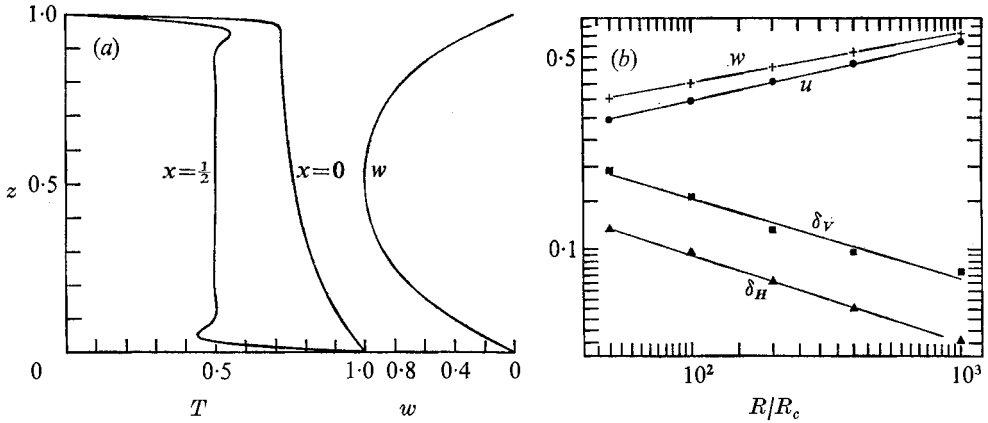 (a)
1·0
z 0·5
0
x=½
x=0
w
0·5
1·0
0·8
0·4
0
T
w
(b)
0·5
0·1
w
u
δV
δH
10²
10³
R/Rc